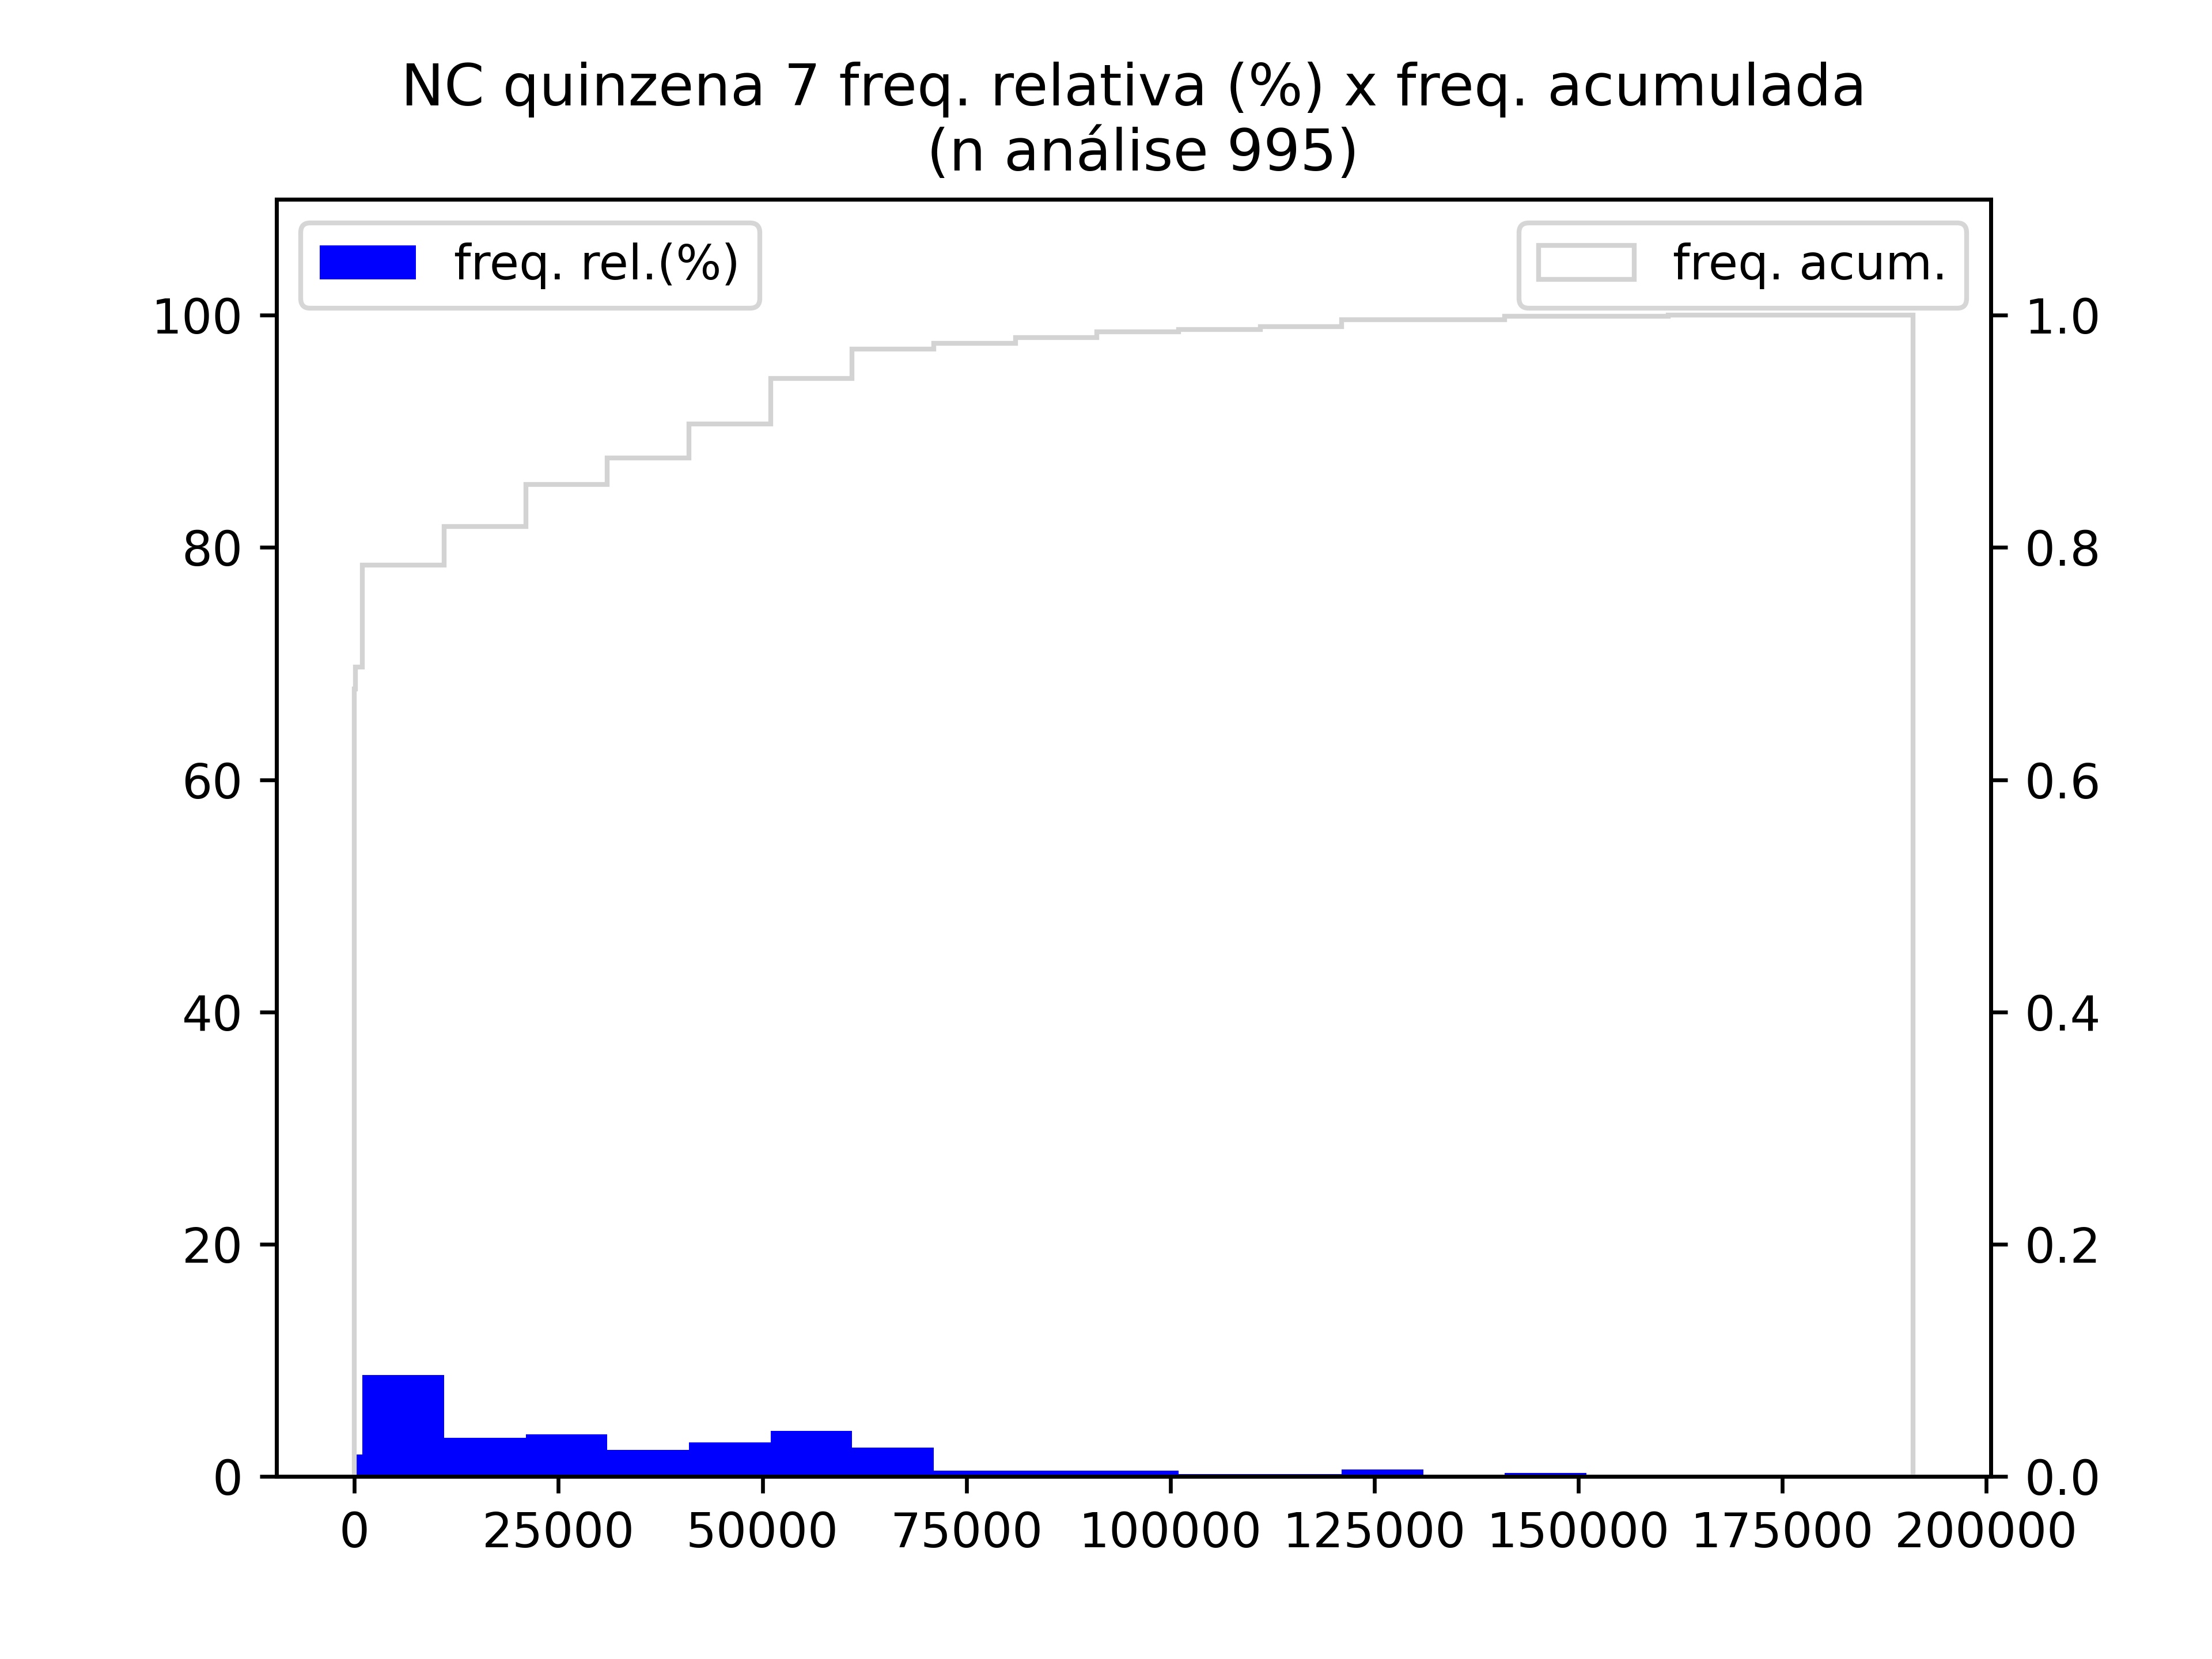 NC quinzena 7 freq. relativa (%) x freq. acumulada
(n análise 995)
freq. rel.(%)
freq. acum.
100
80
60
40
20
0
1.0
0.8
0.6
0.4
0.2
0.0
0 25000 50000 75000 100000 125000 150000 175000 200000